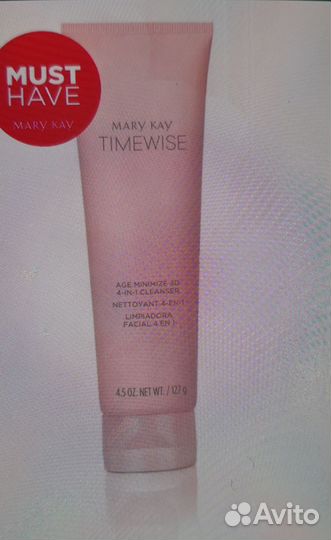 MUST
HAVE
MARY KAY
MARY KAY
TIMEWISE
AGE MINIMIZE 3D
4-IN-1 CLEANSER
NETTOYANT 4-EN-1
LIMPIADORA
FACIAL 4 EN 1
4.5 OZ. NET WT. / 127 g
Avito